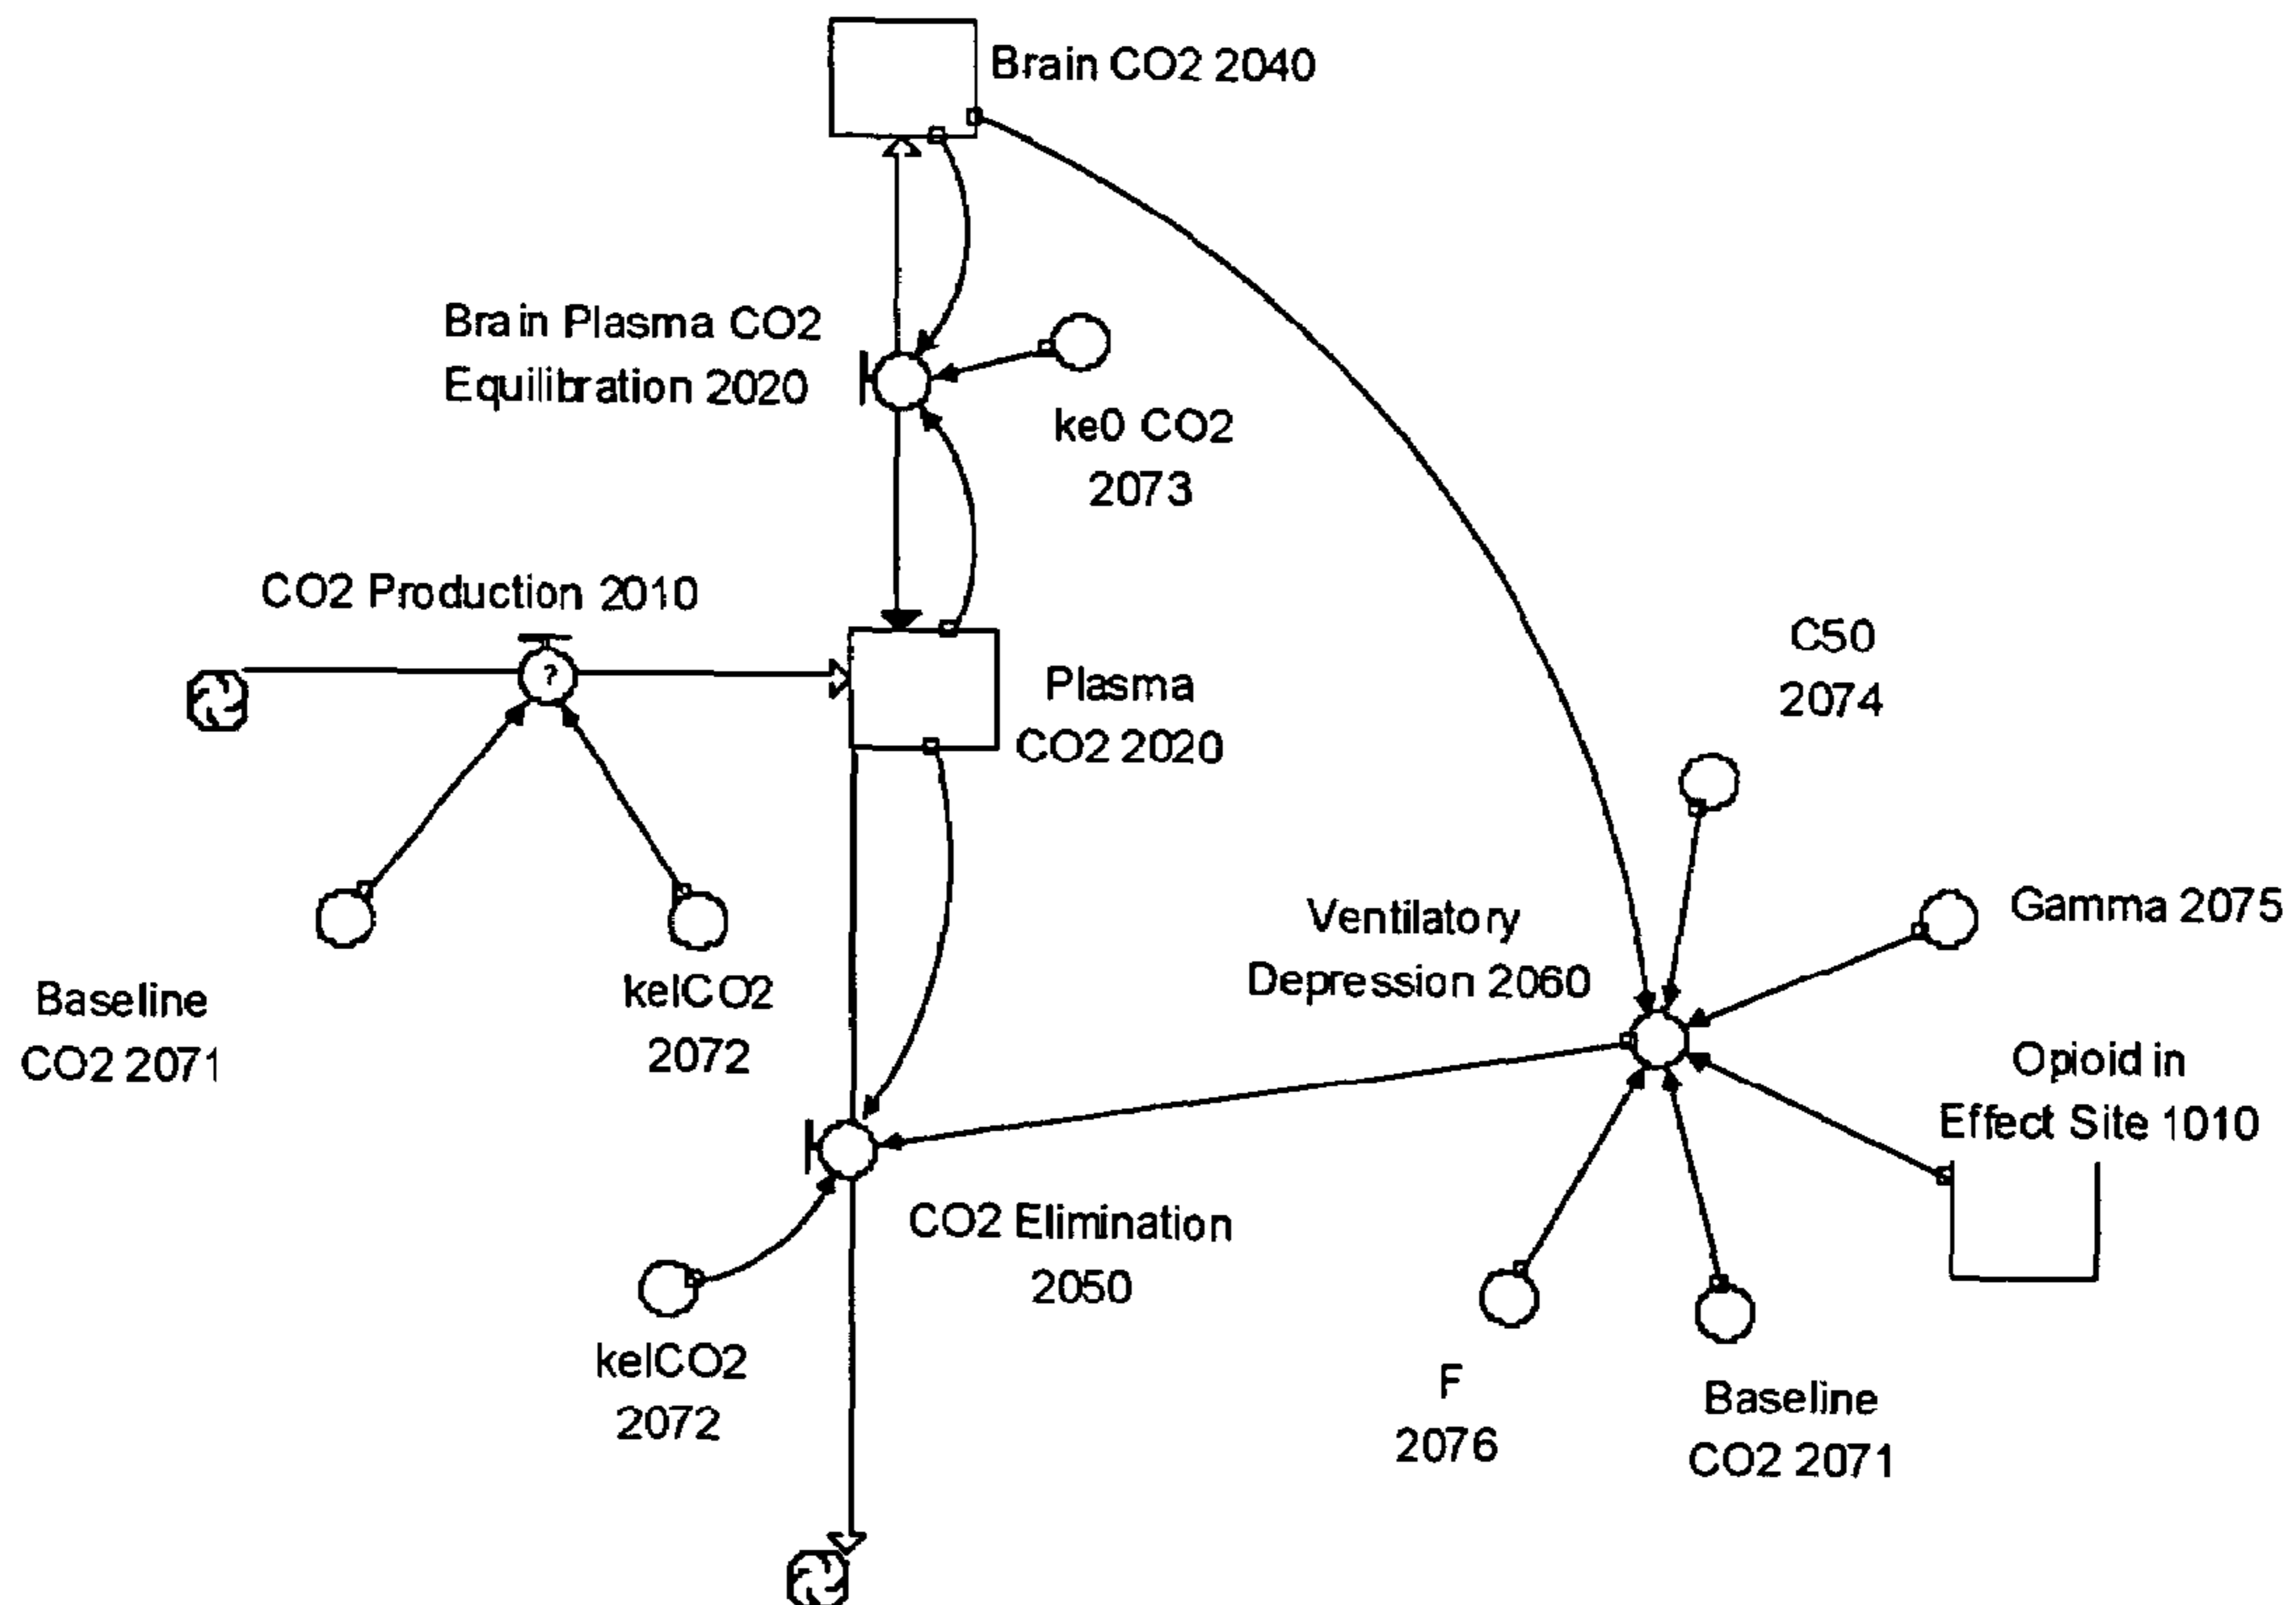 Brain CO2 2040
Brain Plasma CO2
Equilibration 2020
ke0 CO2
2073
CO2 Production 2010
?
Plasma
CO2 2020
C50
2074
Baseline
CO2 2071
kelCO2
2072
Ventilatory
Depression 2060
Gamma 2075
Opioid in
Effect Site 1010
CO2 Elimination
2050
kelCO2
2072
F
2076
Baseline
CO2 2071